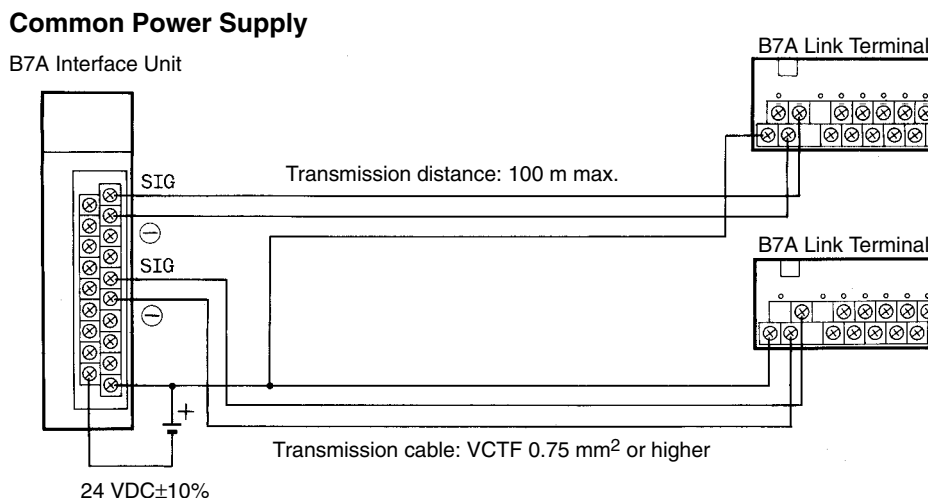 Common Power Supply
B7A Interface Unit
B7A Link Terminal
SIG
Transmission distance: 100 m max.
SIG
B7A Link Terminal
+
Transmission cable: VCTF 0.75 mm² or higher
24 VDC±10%